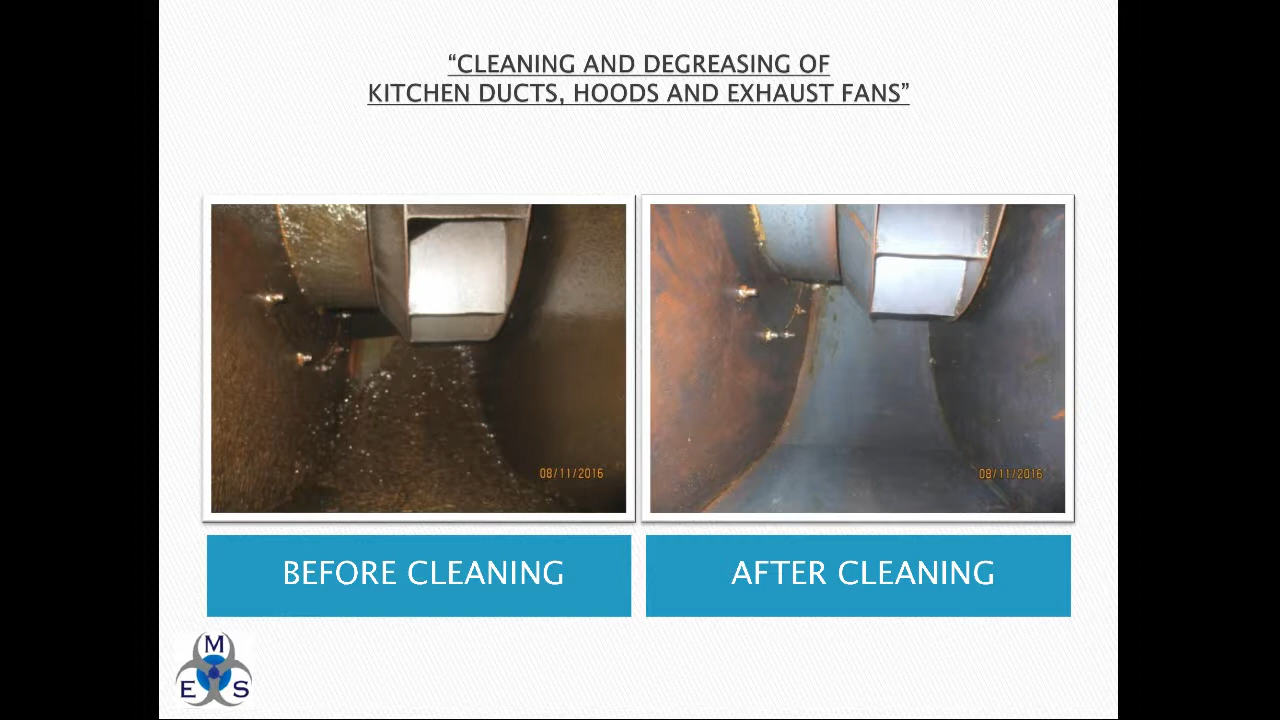 “CLEANING AND DEGREASING OF
KITCHEN DUCTS, HOODS AND EXHAUST FANS”
08/11/2016
08/11/2016
BEFORE CLEANING
AFTER CLEANING
M
E S